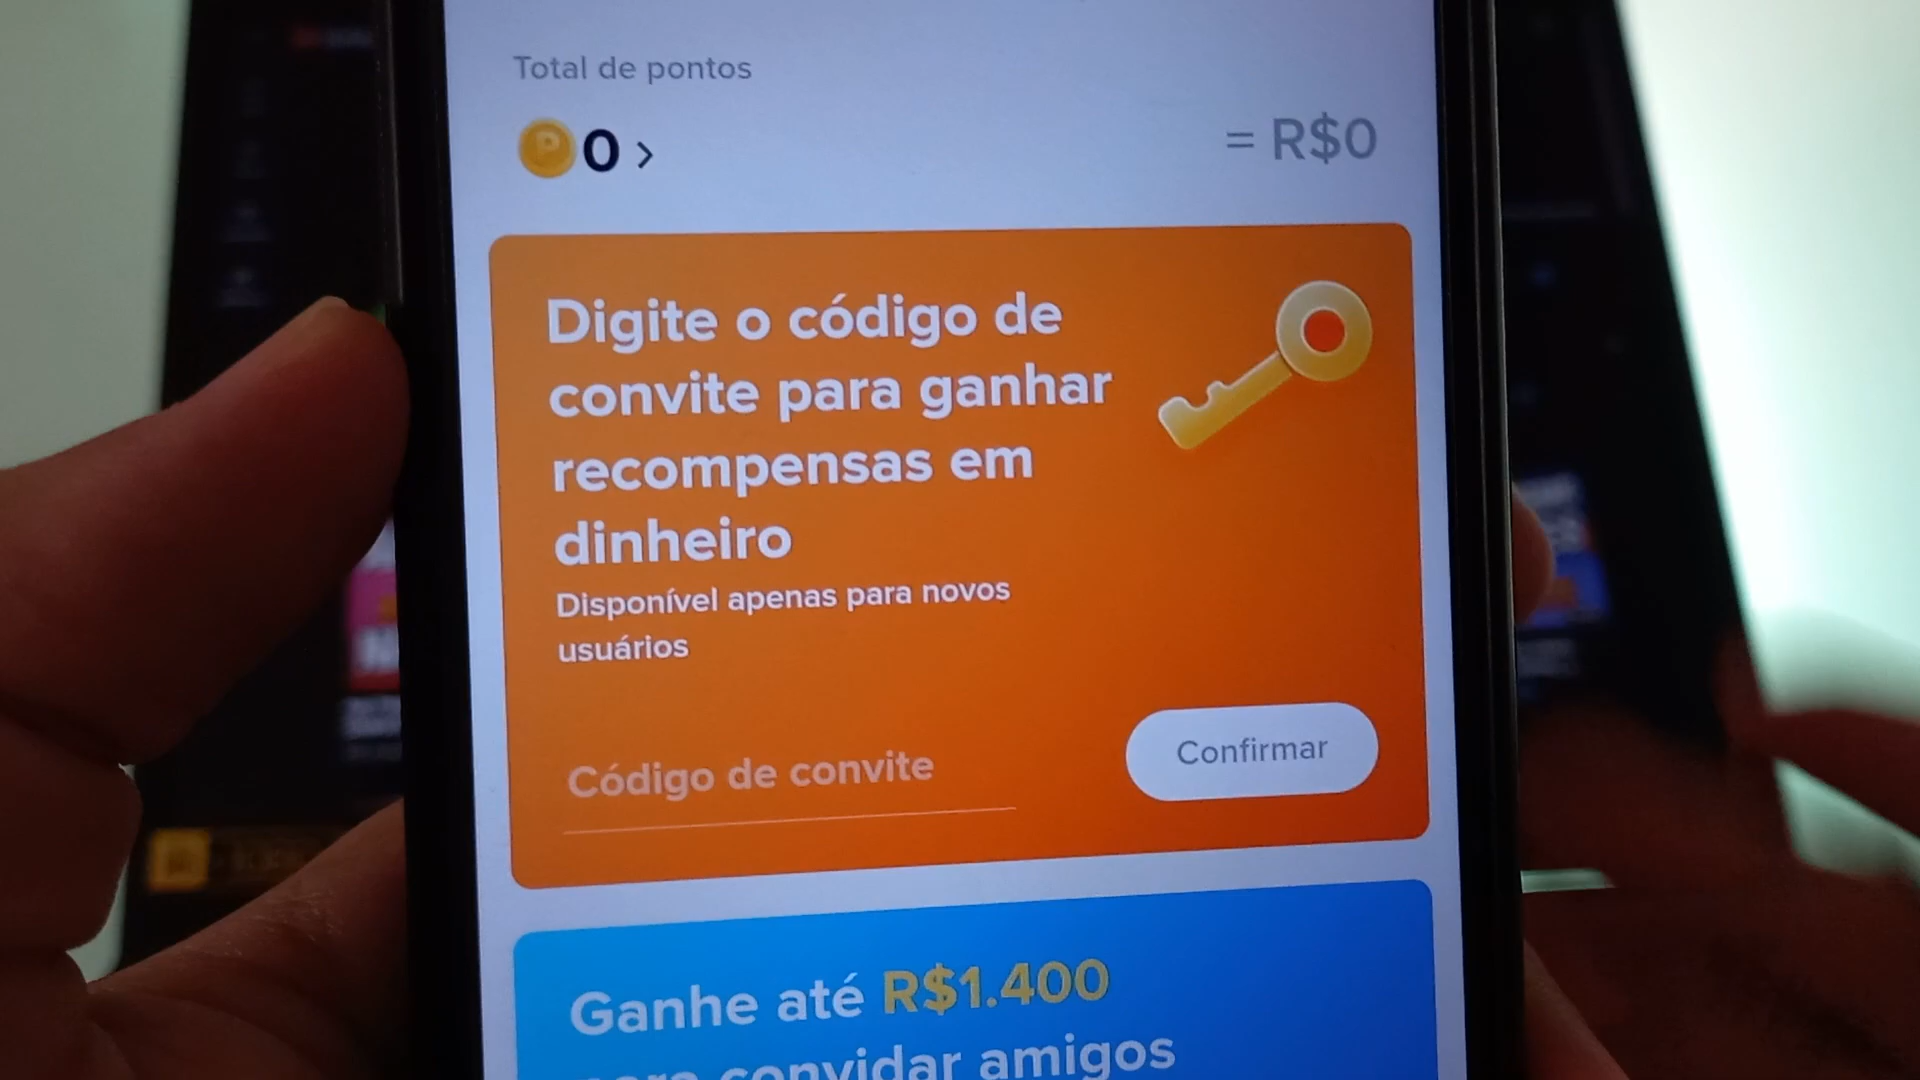 Total de pontos
0 >
= R$0
Digite o código de
convite para ganhar
recompensas em
dinheiro
Disponível apenas para novos
usuários
Código de convite
Confirmar
Ganhe até R$1.400
para convidar amigos